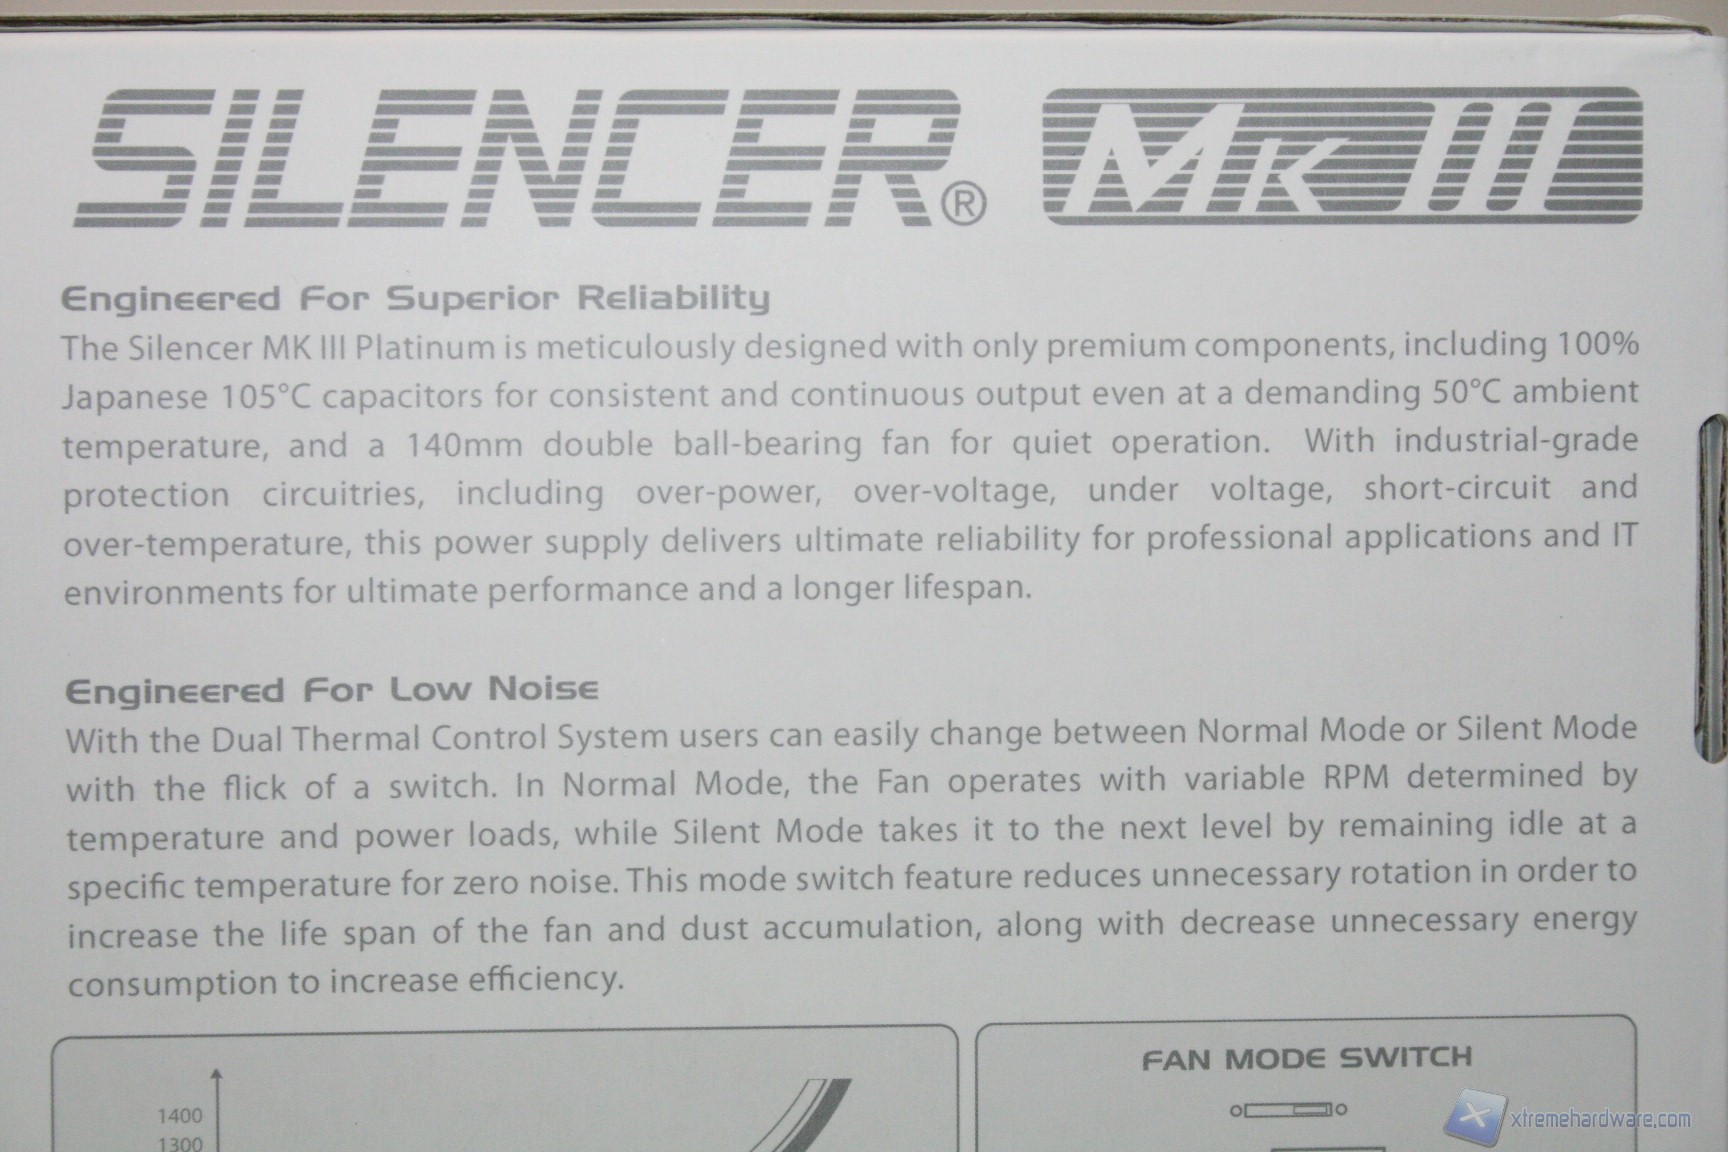 SILENCER® MK III
Engineered For Superior Reliability
The Silencer MK III Platinum is meticulously designed with only premium components, including 100%
Japanese 105°C capacitors for consistent and continuous output even at a demanding 50°C ambient
temperature, and a 140mm double ball-bearing fan for quiet operation. With industrial-grade
protection circuitries, including over-power, over-voltage, under voltage, short-circuit and
over-temperature, this power supply delivers ultimate reliability for professional applications and IT
environments for ultimate performance and a longer lifespan.
Engineered For Low Noise
With the Dual Thermal Control System users can easily change between Normal Mode or Silent Mode
with the flick of a switch. In Normal Mode, the Fan operates with variable RPM determined by
temperature and power loads, while Silent Mode takes it to the next level by remaining idle at a
specific temperature for zero noise. This mode switch feature reduces unnecessary rotation in order to
increase the life span of the fan and dust accumulation, along with decrease unnecessary energy
consumption to increase efficiency.
1400
1300
FAN MODE SWITCH
xtremehardware.com